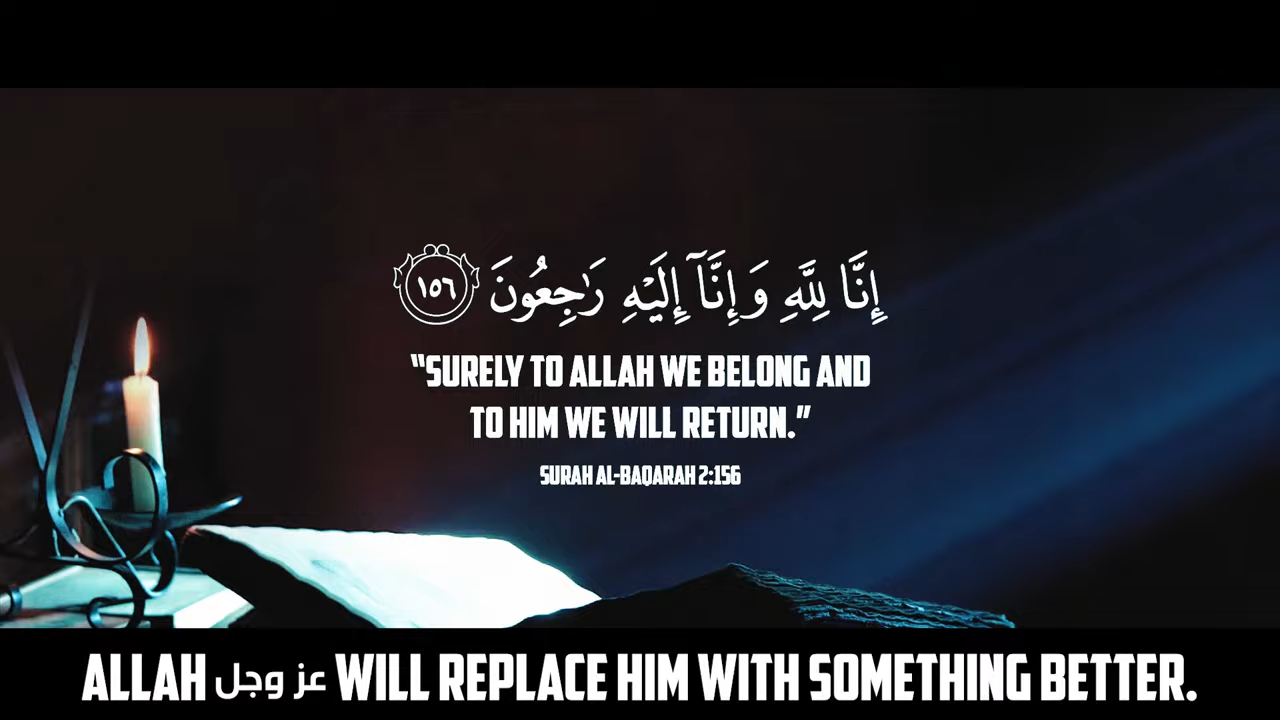 إِنَّا لِلَّهِ وَإِنَّآ إِلَيْهِ رَٰجِعُونَ ١٥٦
“SURELY TO ALLAH WE BELONG AND
TO HIM WE WILL RETURN.”
SURAH AL-BAQARAH 2:156
ALLAH عز وجل WILL REPLACE HIM WITH SOMETHING BETTER.